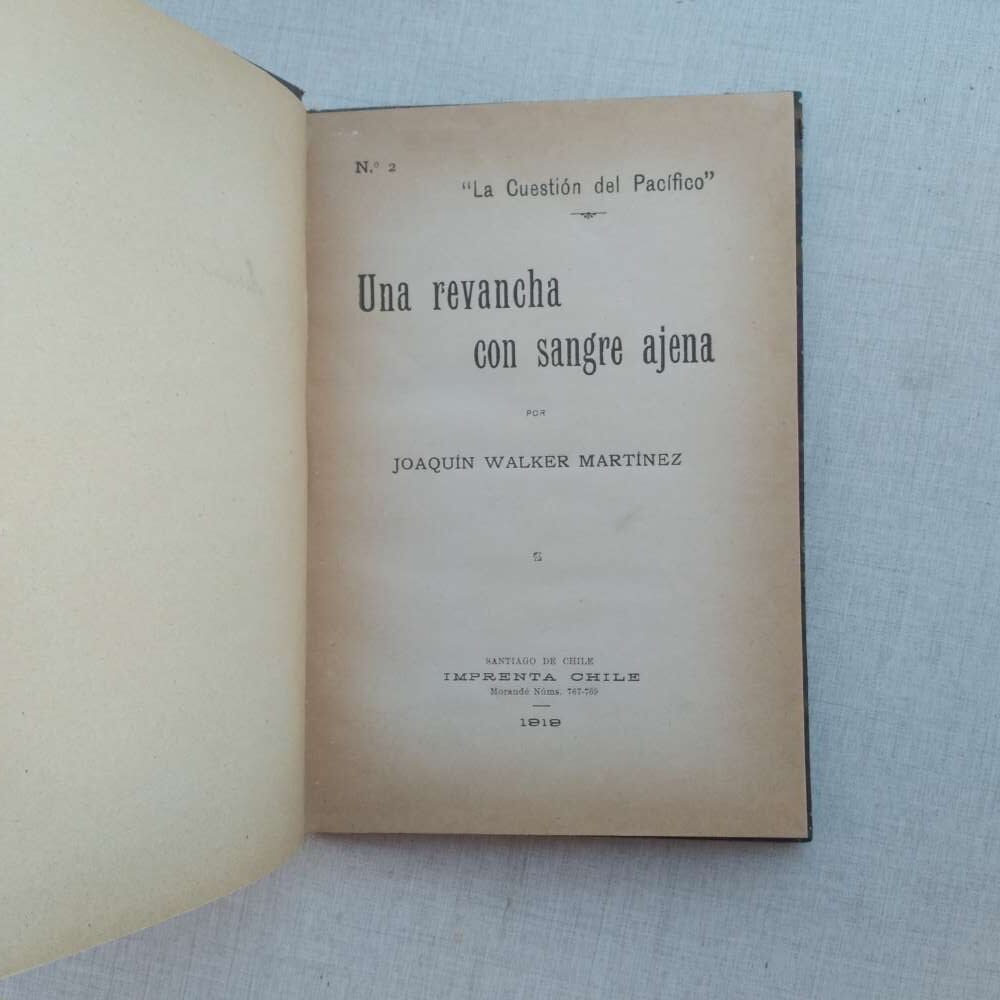 N.º 2
"La Cuestión del Pacífico"
Una revancha
con sangre ajena
POR
JOAQUÍN WALKER MARTÍNEZ
SANTIAGO DE CHILE
IMPRENTA CHILE
Morandé Núms. 767-769
1919